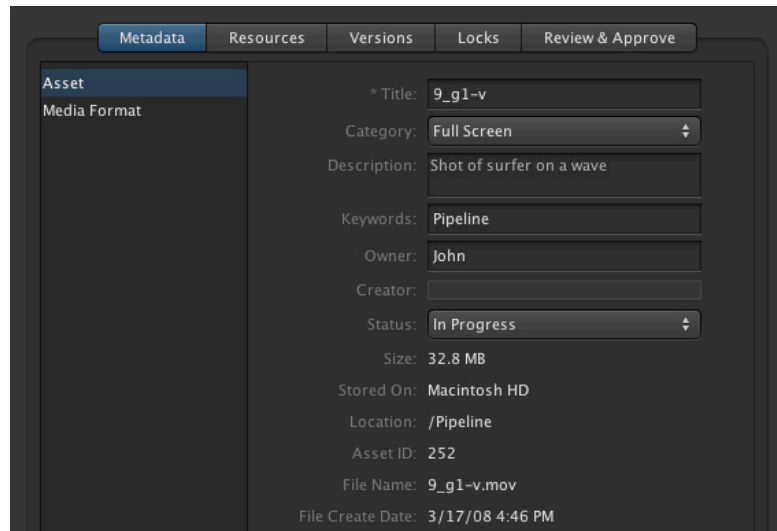 Metadata Resources Versions Locks Review & Approve
Asset
Media Format
* Title: 9_g1-v
Category: Full Screen
Description: Shot of surfer on a wave
Keywords: Pipeline
Owner: John
Creator:
Status: In Progress
Size: 32.8 MB
Stored On: Macintosh HD
Location: /Pipeline
Asset ID: 252
File Name: 9_g1-v.mov
File Create Date: 3/17/08 4:46 PM